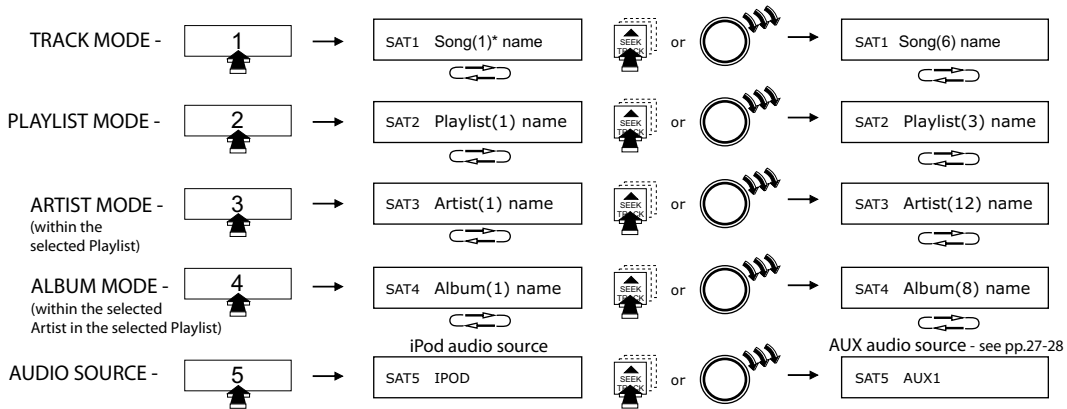 TRACK MODE - 1 SAT1 Song(1)* name SEEK TRACK or SAT1 Song(6) name
PLAYLIST MODE - 2 SAT2 Playlist(1) name SEEK TRACK or SAT2 Playlist(3) name
ARTIST MODE - 3 SAT3 Artist(1) name SEEK TRACK or SAT3 Artist(12) name
(within the
selected Playlist)
ALBUM MODE - 4 SAT4 Album(1) name SEEK TRACK or SAT4 Album(8) name
(within the selected
Artist in the selected Playlist)
iPod audio source AUX audio source - see pp.27-28
AUDIO SOURCE - 5 SAT5 IPOD SEEK TRACK or SAT5 AUX1